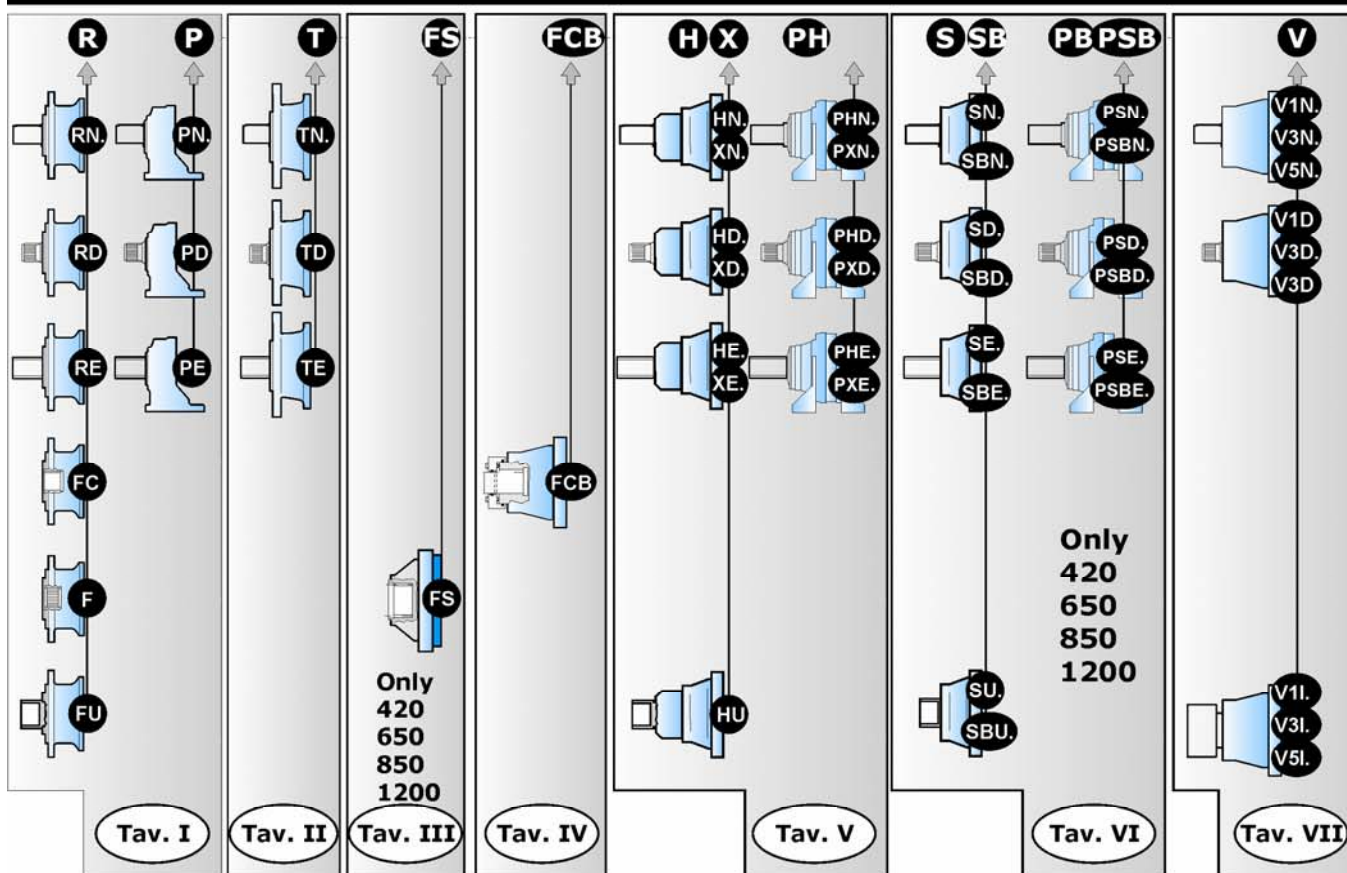 R P T FS FCB H X PH S SB PB PSB V
RN. PN. TN. HN. PHN. SN. PSN. V1N.
XN. PXN. SBN. PSBN. V3N.
V5N.
RD PD TD HD. PHD. SD. PSD. V1D
XD. PXD. SBD. PSBD. V3D.
V3D
RE PE TE HE. PHE. SE. PSE.
XE. PXE. SBE. PSBE.
FC FCB
F FS
Only
420
650
850
1200
Only
420
650
850
1200
FU HU SU. V1I.
SBU. V3I.
V5I.
Tav. I Tav. II Tav. III Tav. IV Tav. V Tav. VI Tav. VII